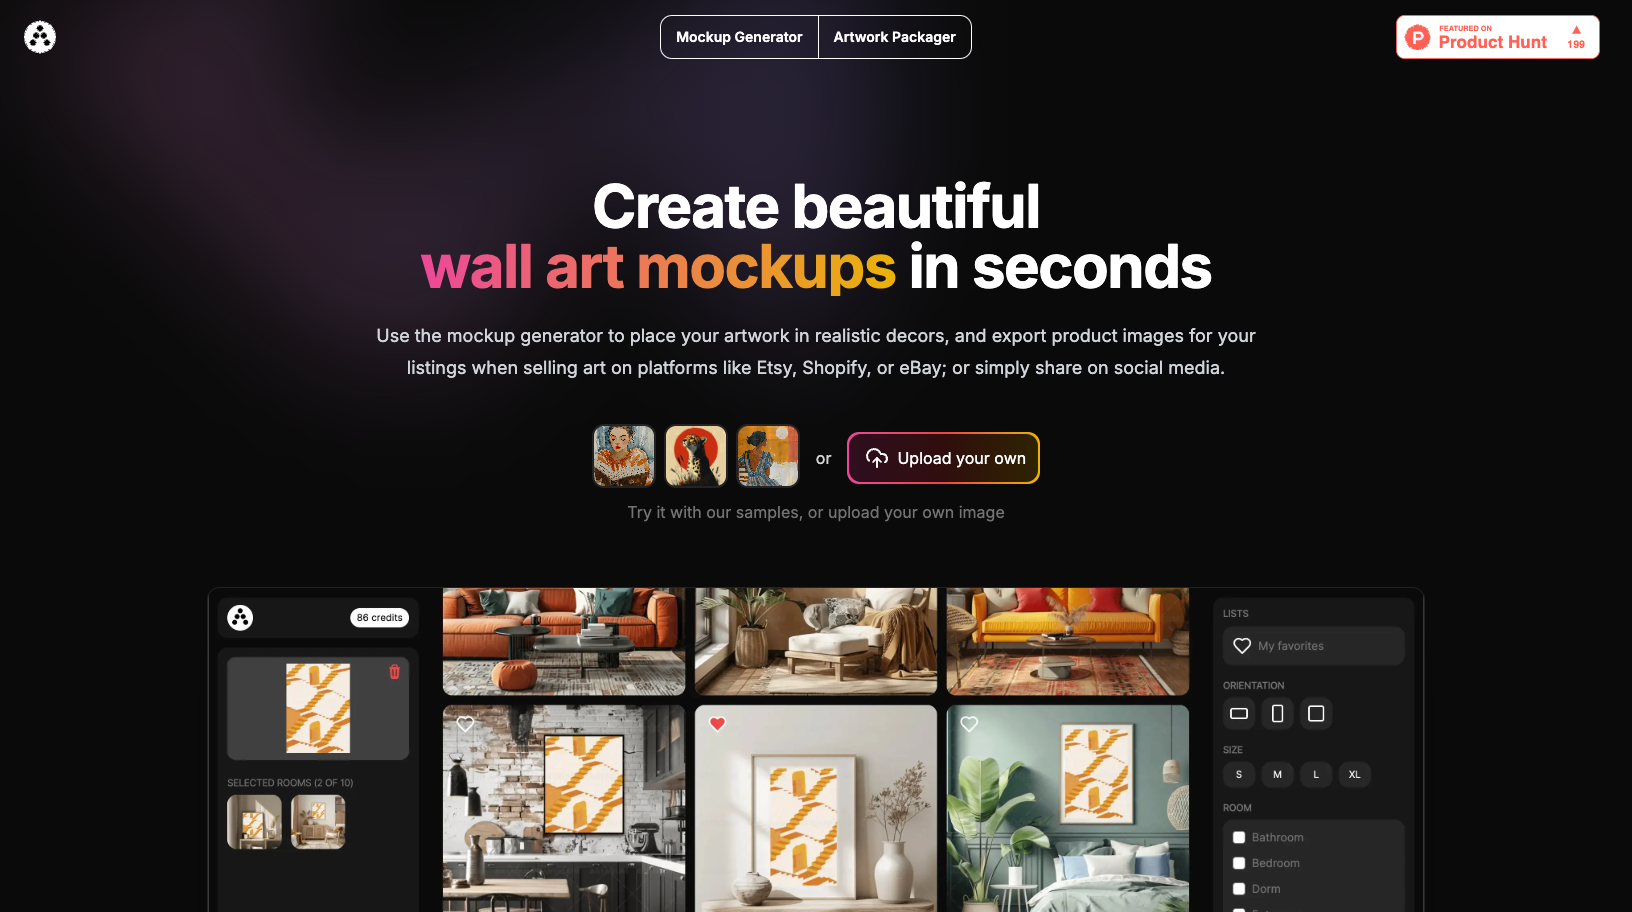 Mockup Generator
Artwork Packager
FEATURED ON
Product Hunt
199
Create beautiful
wall art mockups in seconds
Use the mockup generator to place your artwork in realistic decors, and export product images for your
listings when selling art on platforms like Etsy, Shopify, or eBay; or simply share on social media.
or
Upload your own
Try it with our samples, or upload your own image
86 credits
SELECTED ROOMS (2 OF 10)
LISTS
My favorites
ORIENTATION
SIZE
S
M
L
XL
ROOM
Bathroom
Bedroom
Dorm